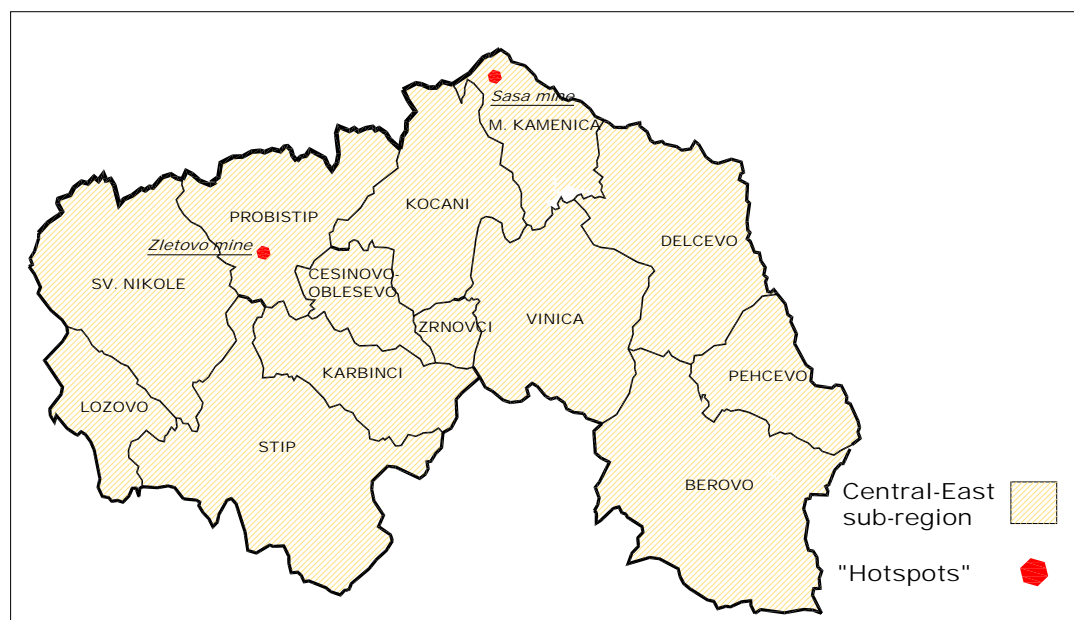 Sasa mine
M. KAMENICA
KOCANI
PROBISTIP
Zletovo mine
DELCEVO
CESINOVO-
OBLESEVO
SV. NIKOLE
VINICA
ZRNOVCI
KARBINCI
PEHCEVO
LOZOVO
STIP
BEROVO
Central-East
sub-region
"Hotspots"